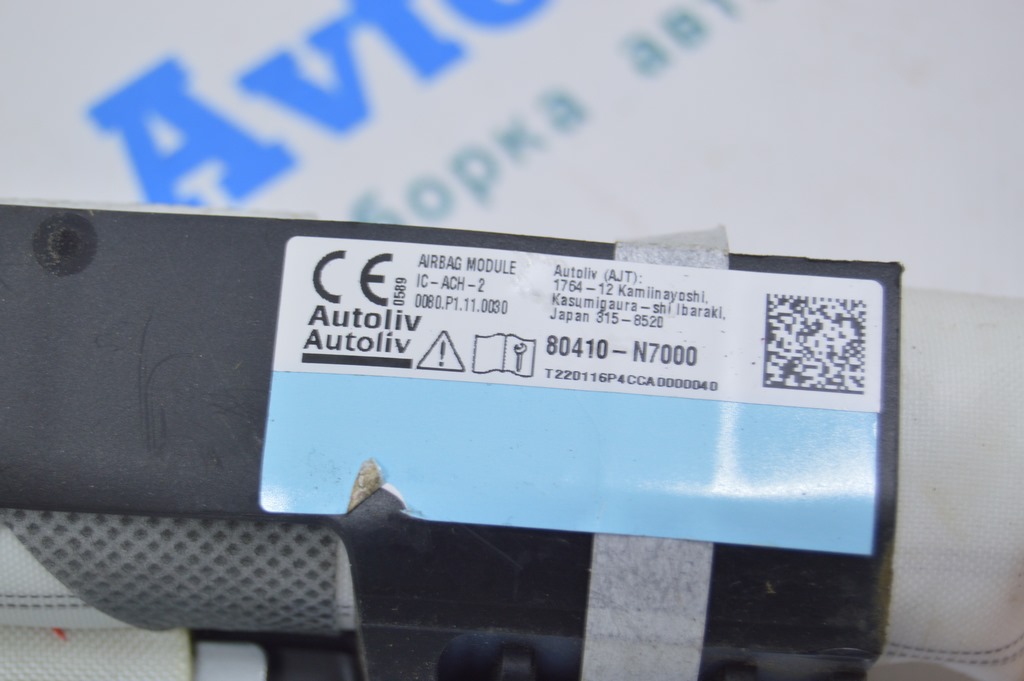 Avto
борка авто
CE
0589
Autoliv
Autoliv
AIRBAG MODULE
IC-ACH-2
0080.P1.11.0030
Autoliv (AJT):
1764-12 Kamiinayoshi,
Kasumigaura-shi Ibaraki,
Japan 315-8520
80410-N7000
T220116P4CCA0000040